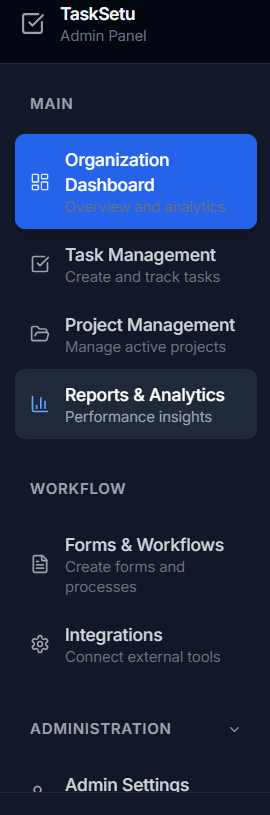 TaskSetu
Admin Panel
MAIN
Organization
Dashboard
Overview and analytics
Task Management
Create and track tasks
Project Management
Manage active projects
Reports & Analytics
Performance insights
WORKFLOW
Forms & Workflows
Create forms and
processes
Integrations
Connect external tools
ADMINISTRATION
Admin Settings